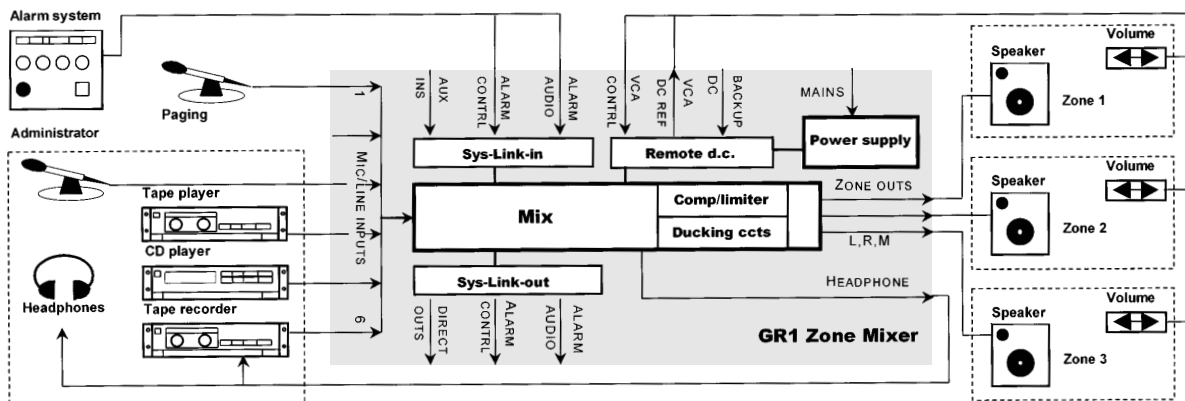 Alarm system
Paging
Administrator
Tape player
CD player
Headphones
Tape recorder
1
MIC/LINE INPUTS
6
AUX INS
ALARM CONTRL
ALARM AUDIO
VCA CONTRL
VCA DC REF
BACKUP DC
MAINS
Sys-Link-in
Remote d.c.
Power supply
Mix
Comp/limiter
Ducking ccts
ZONE OUTS
L,R,M
Sys-Link-out
HEADPHONE
DIRECT OUTS
ALARM CONTRL
ALARM AUDIO
GR1 Zone Mixer
Speaker
Volume
Zone 1
Speaker
Volume
Zone 2
Speaker
Volume
Zone 3